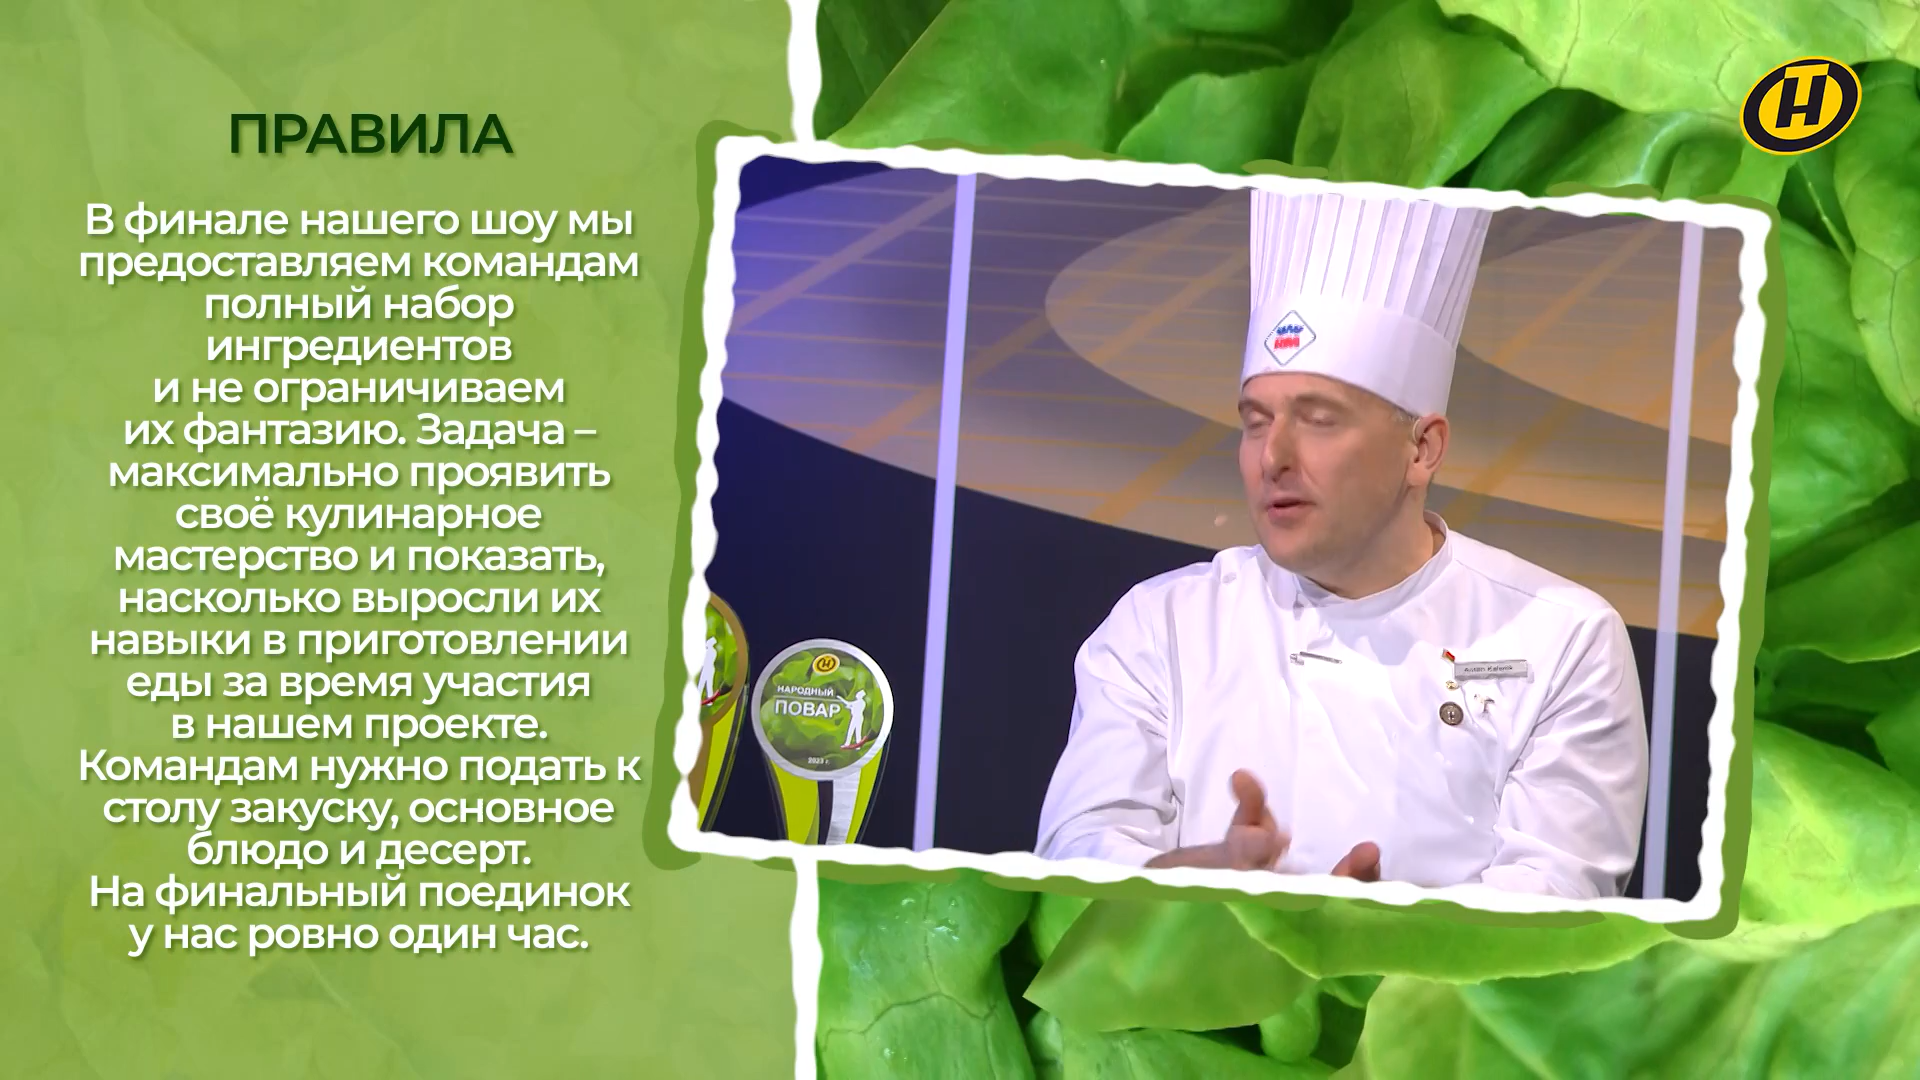 ПРАВИЛА
В финале нашего шоу мы
предоставляем командам
полный набор
ингредиентов
и не ограничиваем
их фантазию. Задача –
максимально проявить
своё кулинарное
мастерство и показать,
насколько выросли их
навыки в приготовлении
еды за время участия
в нашем проекте.
Командам нужно подать к
столу закуску, основное
блюдо и десерт.
На финальный поединок
у нас ровно один час.
НАРОДНЫЙ
ПОВАР
2023 г.